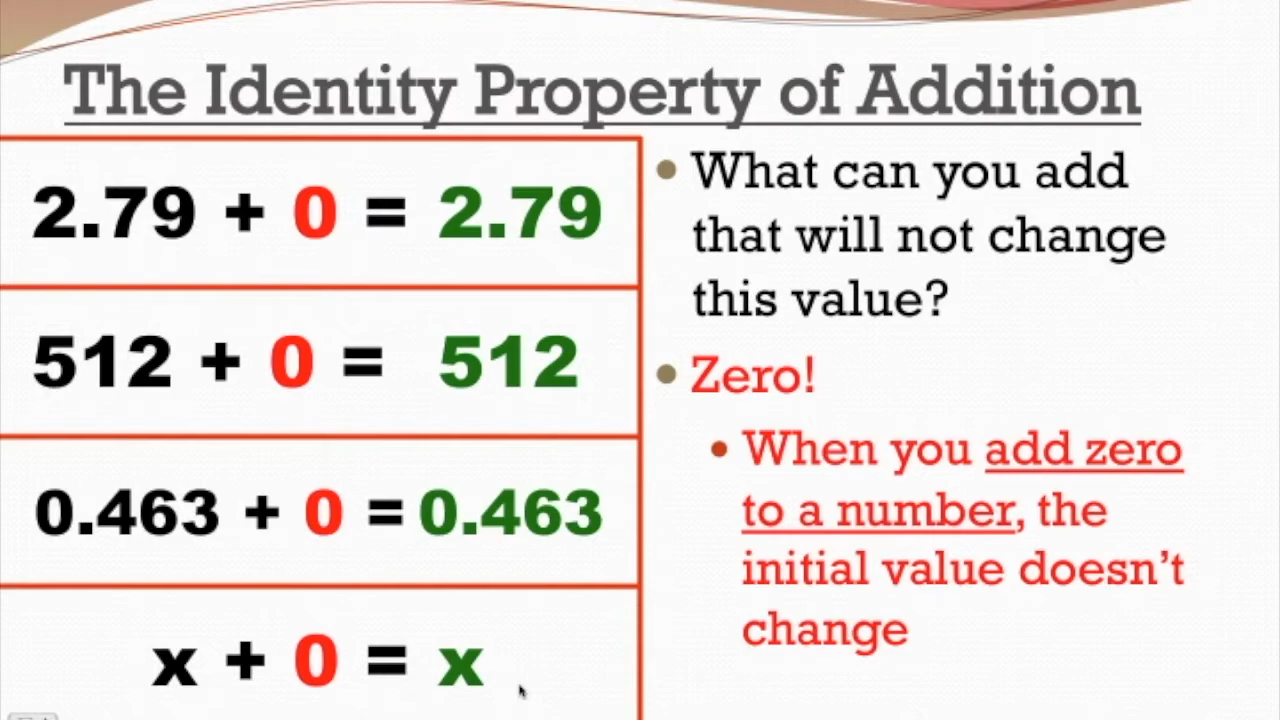 The Identity Property of Addition
2.79 + 0 = 2.79
512 + 0 = 512
0.463 + 0 = 0.463
x + 0 = x
What can you add
that will not change
this value?
Zero!
When you add zero
to a number, the
initial value doesn't
change